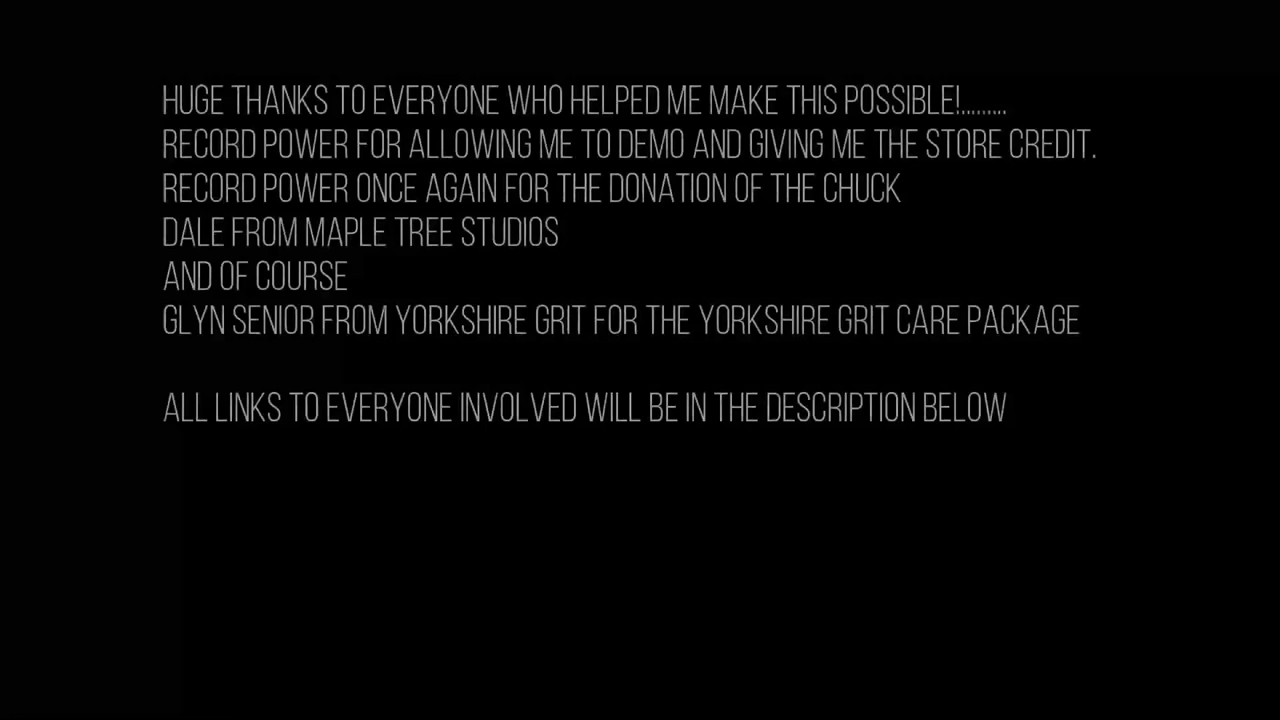 HUGE THANKS TO EVERYONE WHO HELPED ME MAKE THIS POSSIBLE!.........
RECORD POWER FOR ALLOWING ME TO DEMO AND GIVING ME THE STORE CREDIT.
RECORD POWER ONCE AGAIN FOR THE DONATION OF THE CHUCK
DALE FROM MAPLE TREE STUDIOS
AND OF COURSE
GLYN SENIOR FROM YORKSHIRE GRIT FOR THE YORKSHIRE GRIT CARE PACKAGE
ALL LINKS TO EVERYONE INVOLVED WILL BE IN THE DESCRIPTION BELOW